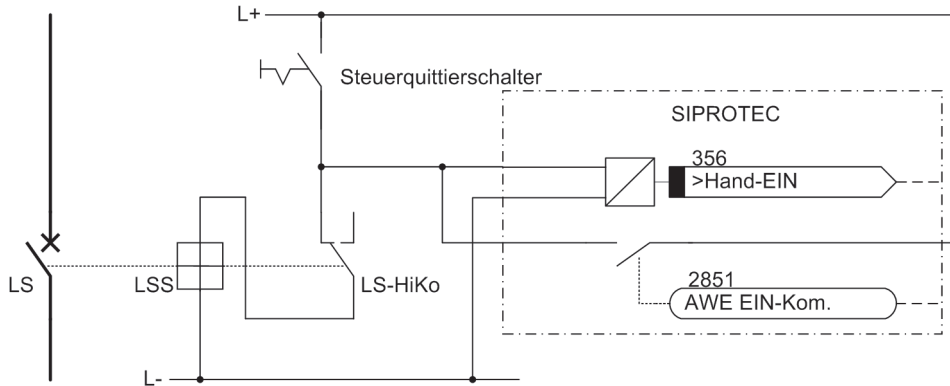 L+
Steuerquittierschalter
SIPROTEC
356
>Hand-EIN
LS
LSS
LS-HiKo
2851
AWE EIN-Kom.
L-